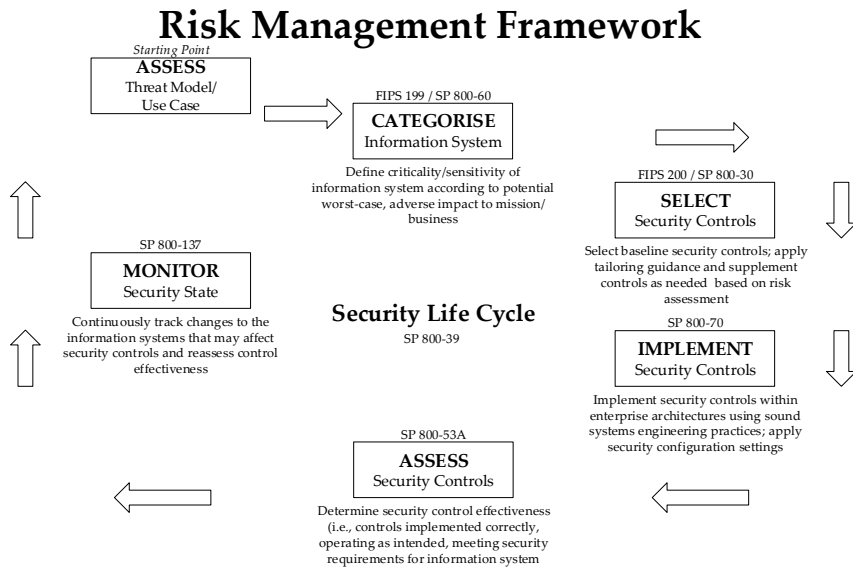 Risk Management Framework
Starting Point
ASSESS
Threat Model/
Use Case
FIPS 199 / SP 800-60
CATEGORISE
Information System
Define criticality/sensitivity of
information system according to potential
worst-case, adverse impact to mission/
business
FIPS 200 / SP 800-30
SELECT
Security Controls
Select baseline security controls; apply
tailoring guidance and supplement
controls as needed based on risk
assessment
SP 800-70
IMPLEMENT
Security Controls
Implement security controls within
enterprise architectures using sound
systems engineering practices; apply
security configuration settings
SP 800-53A
ASSESS
Security Controls
Determine security control effectiveness
(i.e., controls implemented correctly,
operating as intended, meeting security
requirements for information system
SP 800-137
MONITOR
Security State
Continuously track changes to the
information systems that may affect
security controls and reassess control
effectiveness
Security Life Cycle
SP 800-39